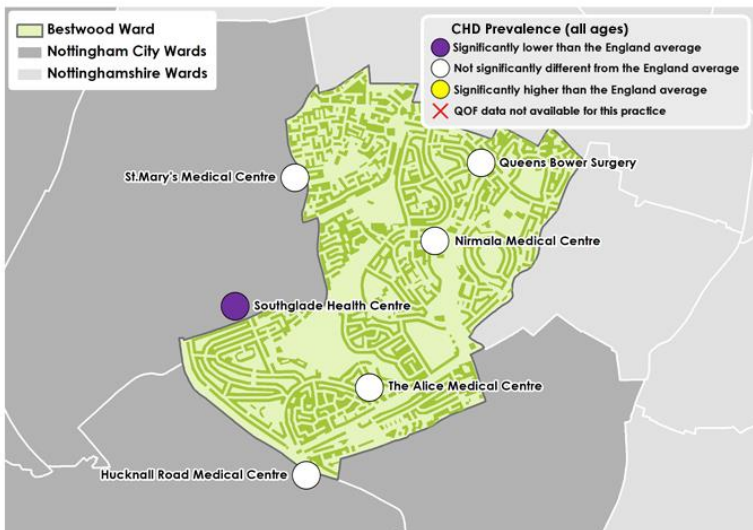 Bestwood Ward
Nottingham City Wards
Nottinghamshire Wards
CHD Prevalence (all ages)
Significantly lower than the England average
Not significantly different from the England average
Significantly higher than the England average
QOF data not available for this practice
St.Mary's Medical Centre
Queens Bower Surgery
Nirmala Medical Centre
Southglade Health Centre
The Alice Medical Centre
Hucknall Road Medical Centre